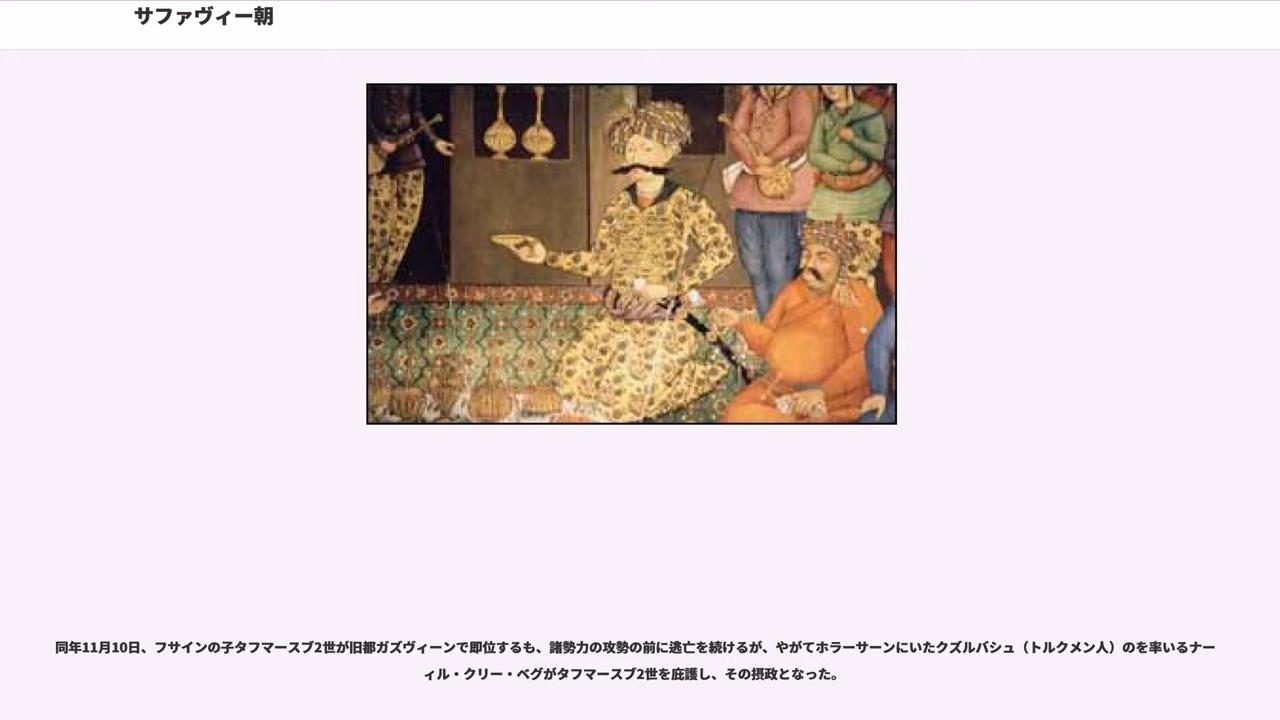 サファヴィー朝
同年11月10日、フサインの子タフマースブ2世が旧都ガズヴィーンで即位するも、諸勢力の攻勢の前に逃亡を続けるが、やがてホラーサーンにいたクズルバシュ（トルクメン人）のを率いるナー
ィル・クリー・ベグがタフマースブ2世を庇護し、その摂政となった。